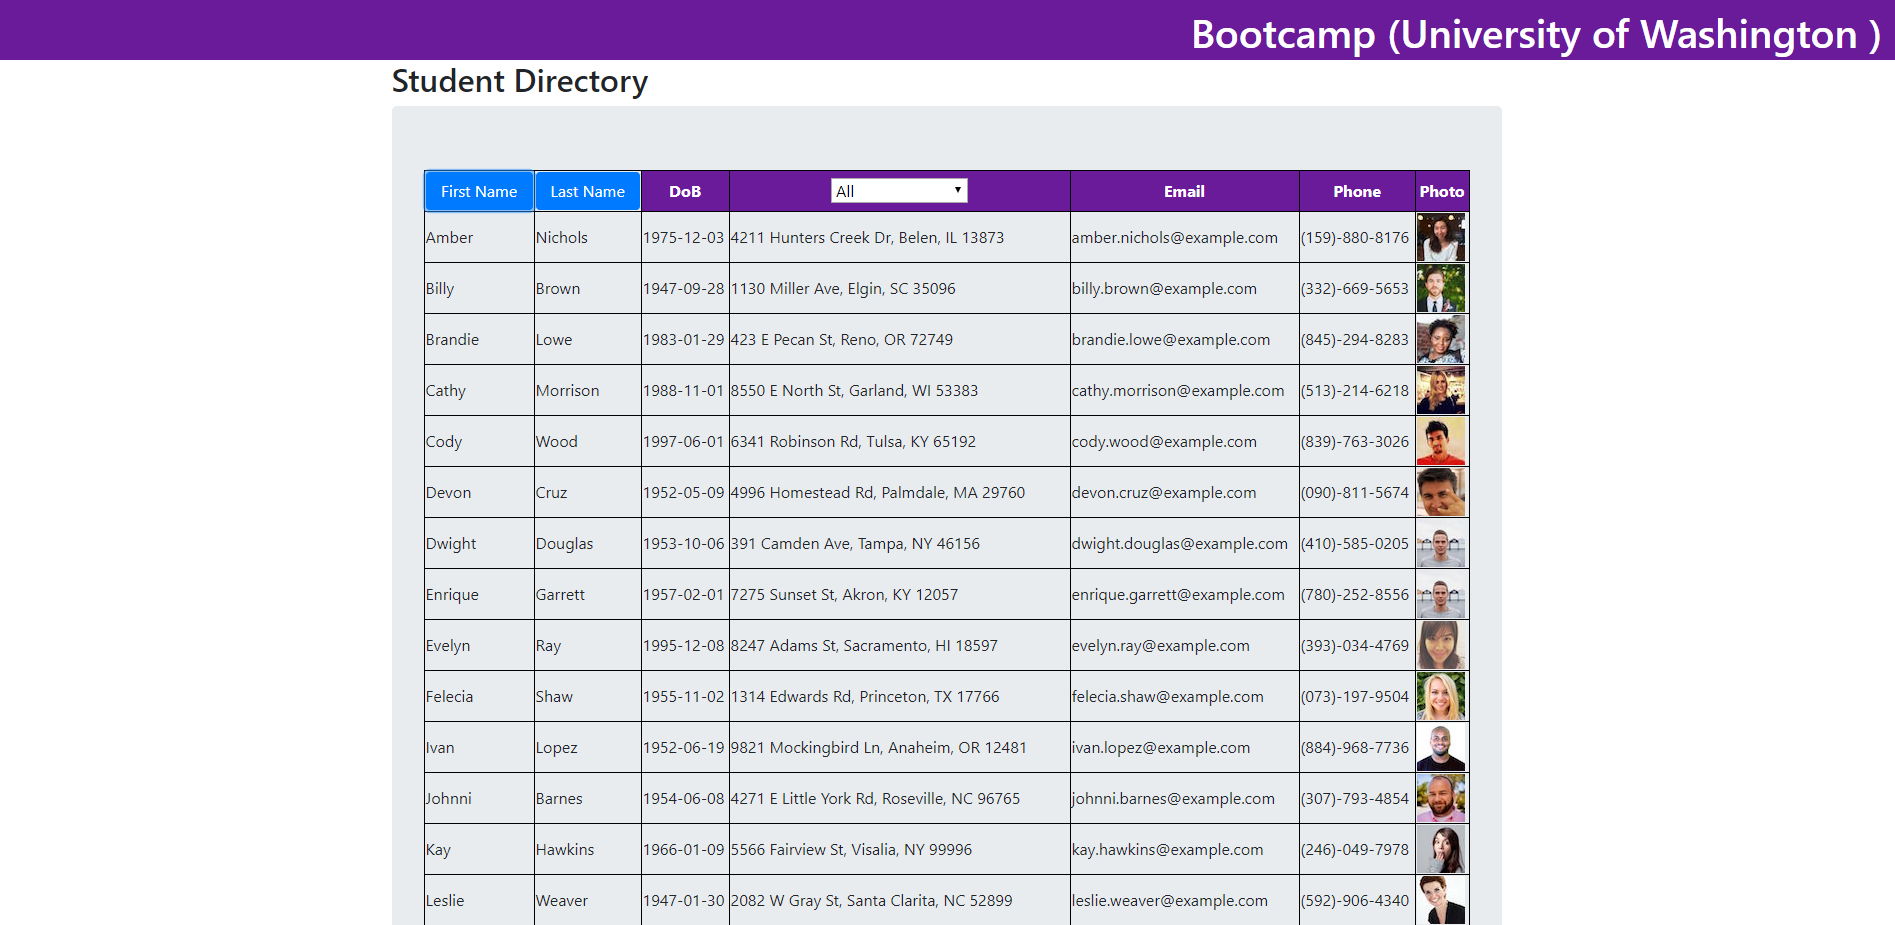 Bootcamp (University of Washington )
Student Directory
First Name Last Name DoB All Email Phone Photo
Amber Nichols 1975-12-03 4211 Hunters Creek Dr, Belen, IL 13873 amber.nichols@example.com (159)-880-8176
Billy Brown 1947-09-28 1130 Miller Ave, Elgin, SC 35096 billy.brown@example.com (332)-669-5653
Brandie Lowe 1983-01-29 423 E Pecan St, Reno, OR 72749 brandie.lowe@example.com (845)-294-8283
Cathy Morrison 1988-11-01 8550 E North St, Garland, WI 53383 cathy.morrison@example.com (513)-214-6218
Cody Wood 1997-06-01 6341 Robinson Rd, Tulsa, KY 65192 cody.wood@example.com (839)-763-3026
Devon Cruz 1952-05-09 4996 Homestead Rd, Palmdale, MA 29760 devon.cruz@example.com (090)-811-5674
Dwight Douglas 1953-10-06 391 Camden Ave, Tampa, NY 46156 dwight.douglas@example.com (410)-585-0205
Enrique Garrett 1957-02-01 7275 Sunset St, Akron, KY 12057 enrique.garrett@example.com (780)-252-8556
Evelyn Ray 1995-12-08 8247 Adams St, Sacramento, HI 18597 evelyn.ray@example.com (393)-034-4769
Felecia Shaw 1955-11-02 1314 Edwards Rd, Princeton, TX 17766 felecia.shaw@example.com (073)-197-9504
Ivan Lopez 1952-06-19 9821 Mockingbird Ln, Anaheim, OR 12481 ivan.lopez@example.com (884)-968-7736
Johnni Barnes 1954-06-08 4271 E Little York Rd, Roseville, NC 96765 johnni.barnes@example.com (307)-793-4854
Kay Hawkins 1966-01-09 5566 Fairview St, Visalia, NY 99996 kay.hawkins@example.com (246)-049-7978
Leslie Weaver 1947-01-30 2082 W Gray St, Santa Clarita, NC 52899 leslie.weaver@example.com (592)-906-4340